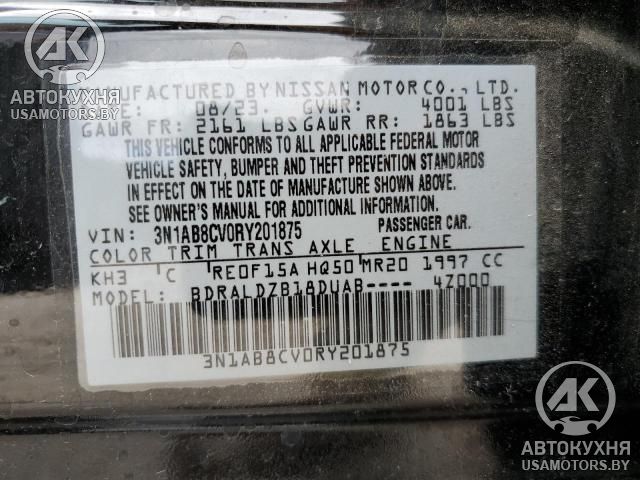 AK
АВТОКУХНЯ
USAMOTORS.BY
MANUFACTURED BY NISSAN MOTOR CO., LTD.
08/23. GVWR: 4001 LBS
GAWR FR: 2161 LBS GAWR RR: 1863 LBS
THIS VEHICLE CONFORMS TO ALL APPLICABLE FEDERAL MOTOR
VEHICLE SAFETY, BUMPER AND THEFT PREVENTION STANDARDS
IN EFFECT ON THE DATE OF MANUFACTURE SHOWN ABOVE.
SEE OWNER'S MANUAL FOR ADDITIONAL INFORMATION.
VIN: 3N1AB8CV0RY201875 PASSENGER CAR.
COLOR TRIM TRANS AXLE ENGINE
KH3 C RE0F15A HQ50 MR20 1997 CC
MODEL: BDRALDZB18DUAB---- 4Z000
3N1AB8CV0RY201875
AK
АВТОКУХНЯ
USAMOTORS.BY